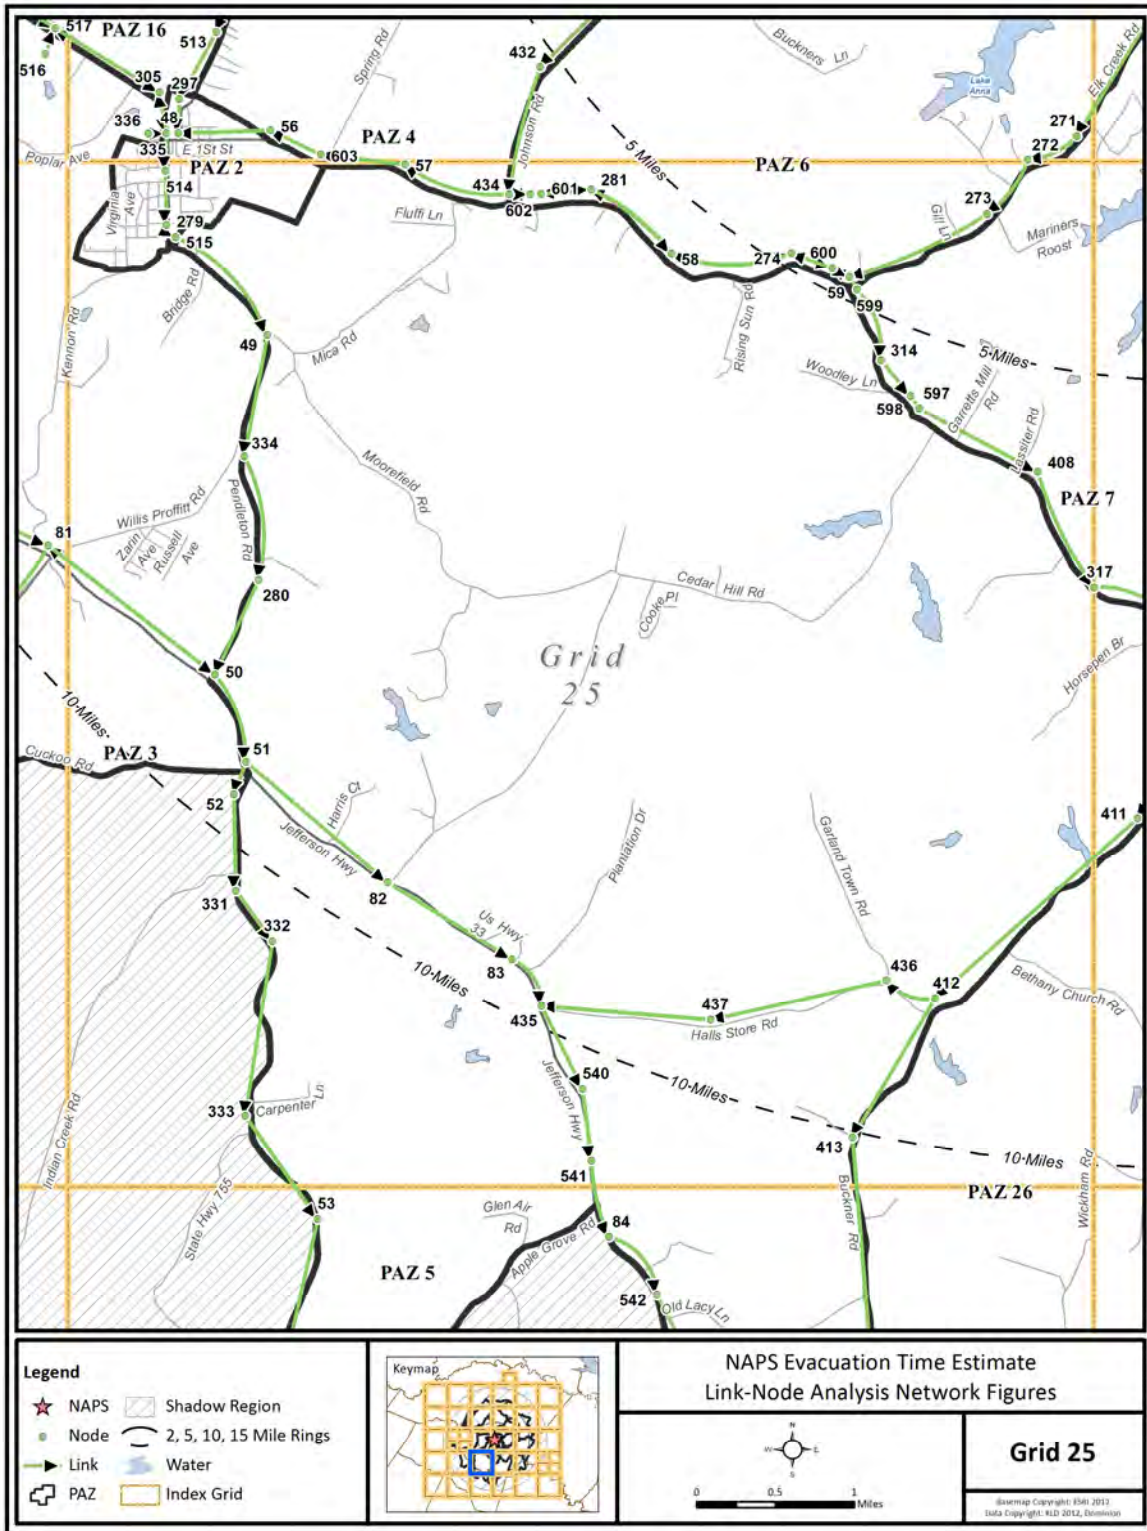 517
PAZ 16
513
432
Buckners Ln
Elk Creek Rd
516
Spring Rd
Lake
Anna
305
297
Johnson Rd
271
336
48
56
PAZ 4
272
E 1St St
335
603
57
5 Miles
PAZ 6
Poplar Ave
PAZ 2
514
434
601
281
273
Virginia
Ave
Fluffi Ln
602
Gill Ln
Mariners
Roost
279
515
58
274
600
59
599
Bridge Rd
Rising Sun Rd
Kennon Rd
49
Mica Rd
314
5-Miles
Woodley Ln
597
598
Garretts Mill
Rd
Lassiter Rd
334
408
Moorefield
Rd
PAZ 7
Pendleton Rd
Willis Proffitt Rd
81
Zarin
Ave
Russell
Ave
280
317
Cedar
Hill Rd
Cooke Pl
Grid
25
50
Horsepen Br
10-Miles
51
PAZ 3
Cuckoo Rd
52
Harris Ct
Jefferson Hwy
Plantation Dr
Garland Town Rd
411
82
331
332
Us Hwy
33
83
10-Miles
436
412
Bethany Church Rd
435
437
Halls Store Rd
540
Jefferson Hwy
10-Miles
333
Carpenter Ln
413
Indian Creek Rd
10-Miles
541
State Hwy 755
PAZ 26
Wickham Rd
Buckner Rd
53
Glen Air
Rd
Apple Grove Rd
84
PAZ 5
542
Old Lacy Ln
Legend
NAPS
Shadow Region
Node
2, 5, 10, 15 Mile Rings
Link
Water
PAZ
Index Grid
Keymap
NAPS Evacuation Time Estimate
Link-Node Analysis Network Figures
N
W
E
S
0
0.5
1
Miles
Grid 25
Basemap Copyright: ESRI 2012
Data Copyright: KLD 2012, Dominion